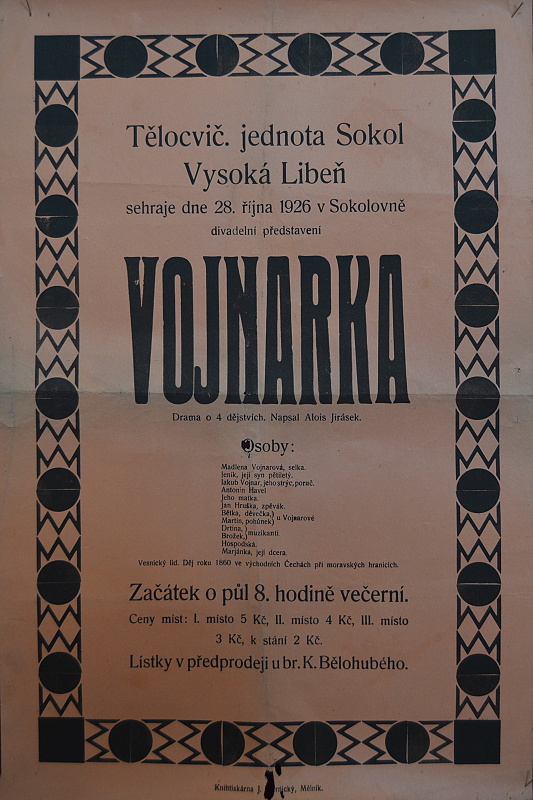 Tělocvič. jednota Sokol
Vysoká Libeň
sehraje dne 28. října 1926 v Sokolovně
divadelní představení
VOJNARKA
Drama o 4 dějstvích. Napsal Alois Jirásek.
Osoby:
Madlena Vojnarová, selka.
Jeník, její syn pětiletý.
Jakub Vojnar, jeho strýc, poruč.
Antonín Havel
Jeho matka.
Jan Hruška, zpěvák.
Bětka, děvečka,) u Vojnarové
Martin, pohůnek)
Drtina, ) muzikanti.
Brožek,)
Hospodská.
Marjánka, její dcera.
Vesnický lid. Děj roku 1860 ve východních Čechách při moravských hranicích.
Začátek o půl 8. hodině večerní.
Ceny míst: I. místo 5 Kč, II. místo 4 Kč, III. místo
3 Kč, k stání 2 Kč.
Lístky v předprodeji u br. K. Bělohubého.
Knihtiskárna J. Mělník.